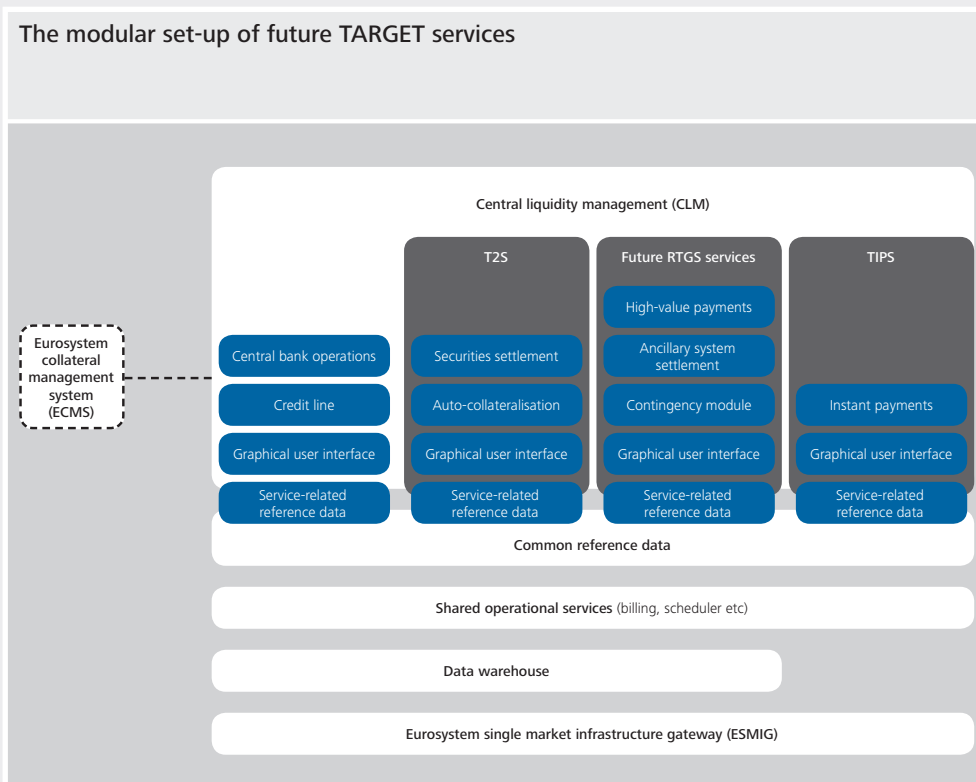 The modular set-up of future TARGET services
Central liquidity management (CLM)
T2S
Future RTGS services
TIPS
High-value payments
Eurosystem
collateral
management
system
(ECMS)
Central bank operations
Securities settlement
Ancillary system
settlement
Credit line
Auto-collateralisation
Contingency module
Instant payments
Graphical user interface
Graphical user interface
Graphical user interface
Graphical user interface
Service-related
reference data
Service-related
reference data
Service-related
reference data
Service-related
reference data
Common reference data
Shared operational services (billing, scheduler etc)
Data warehouse
Eurosystem single market infrastructure gateway (ESMIG)